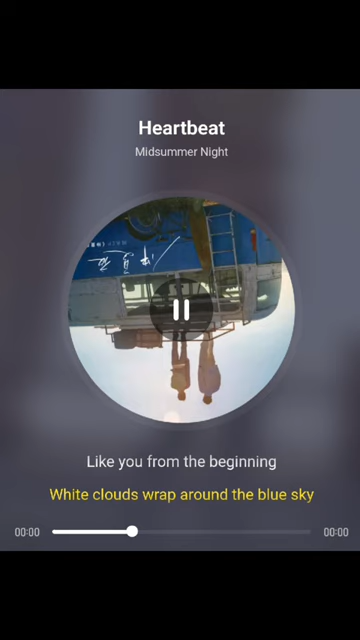 Heartbeat
Midsummer Night
Like you from the beginning
White clouds wrap around the blue sky
00:00
00:00